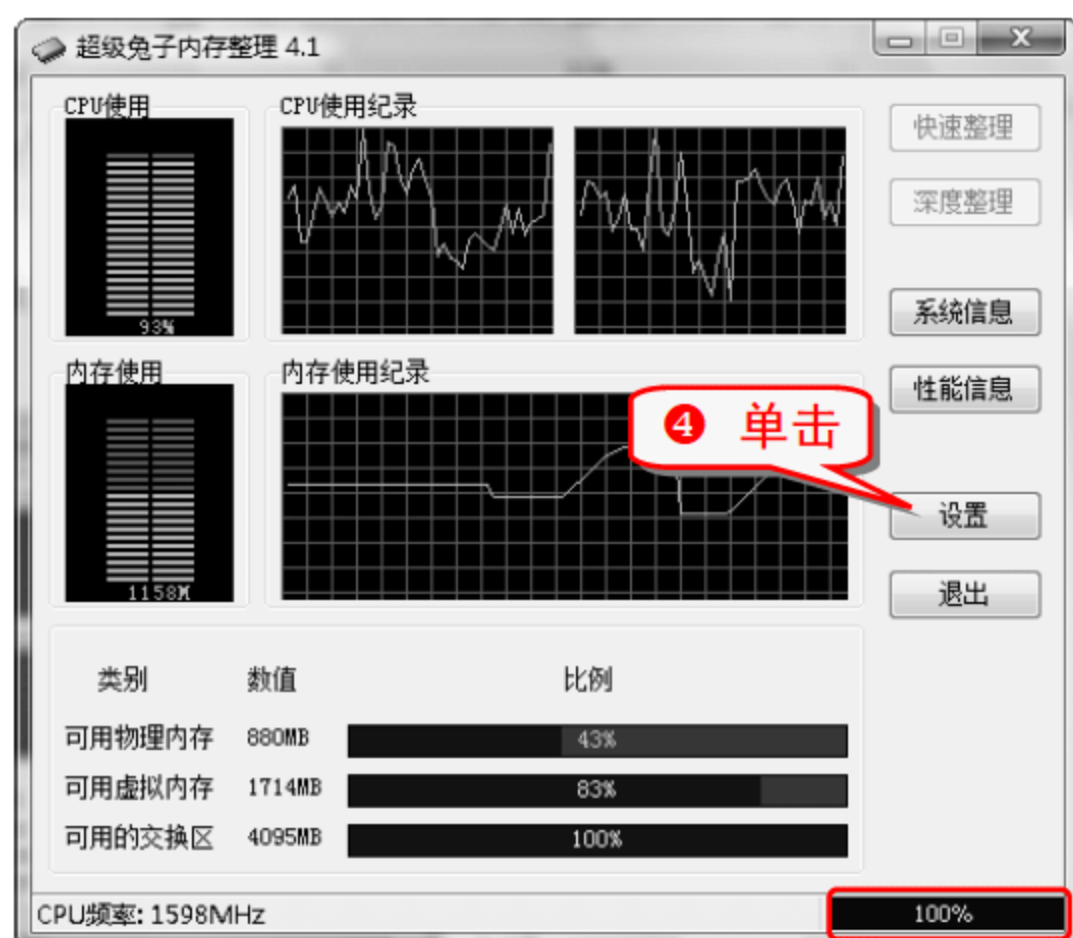 超级兔子内存整理 4.1
CPU使用
CPU使用纪录
快速整理
深度整理
93%
系统信息
内存使用
内存使用纪录
性能信息
❹ 单击
设置
1158M
退出
类别 数值 比例
可用物理内存 880MB 43%
可用虚拟内存 1714MB 83%
可用的交换区 4095MB 100%
CPU频率: 1598MHz 100%